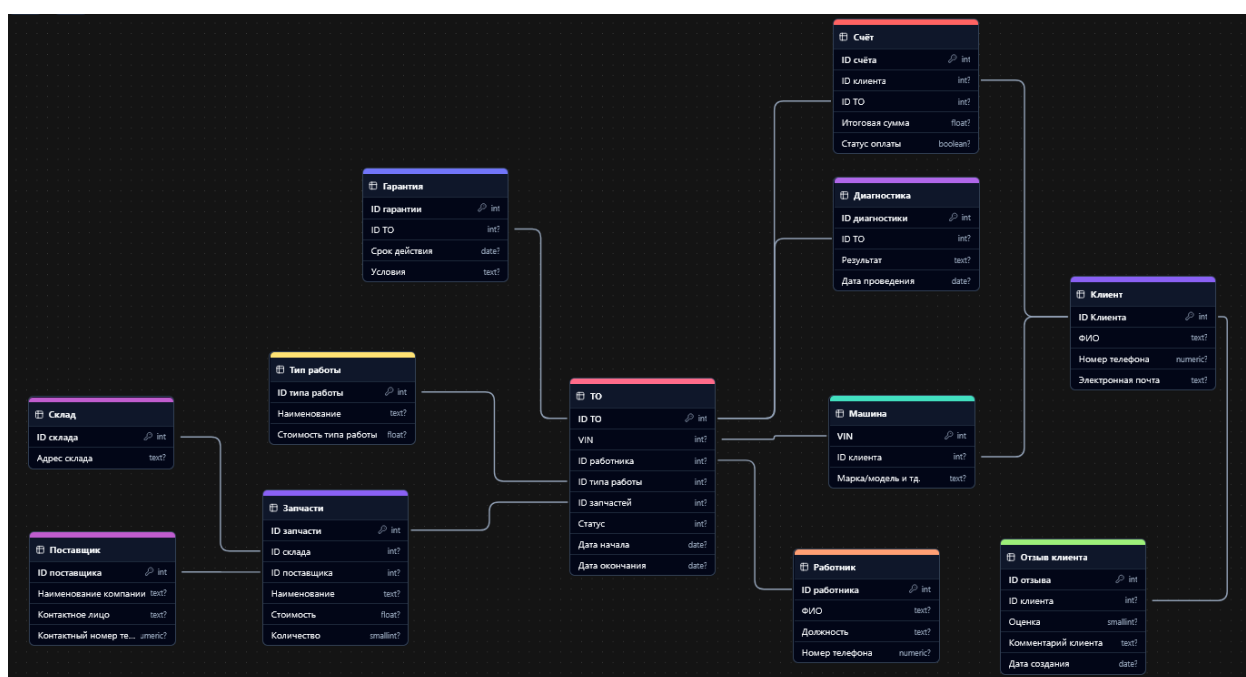 Счёт
ID счёта int
ID клиента int?
ID ТО int?
Итоговая сумма float?
Статус оплаты boolean?
Гарантия
ID гарантии int
ID ТО int?
Срок действия date?
Условия text?
Диагностика
ID диагностики int
ID ТО int?
Результат text?
Дата проведения date?
Клиент
ID Клиента int
ФИО text?
Номер телефона numeric?
Электронная почта text?
Тип работы
ID типа работы int
Наименование text?
Стоимость типа работы float?
ТО
ID ТО int
VIN int?
ID работника int?
ID типа работы int?
ID запчастей int?
Статус int?
Дата начала date?
Дата окончания date?
Машина
VIN int
ID клиента int?
Марка/модель и тд. text?
Склад
ID склада int
Адрес склада text?
Запчасти
ID запчасти int
ID склада int?
ID поставщика int?
Наименование text?
Стоимость float?
Количество smallint?
Поставщик
ID поставщика int
Наименование компании text?
Контактное лицо text?
Контактный номер те... umeric?
Работник
ID работника int
ФИО text?
Должность text?
Номер телефона numeric?
Отзыв клиента
ID отзыва int
ID клиента int?
Оценка smallint?
Комментарий клиента text?
Дата создания date?